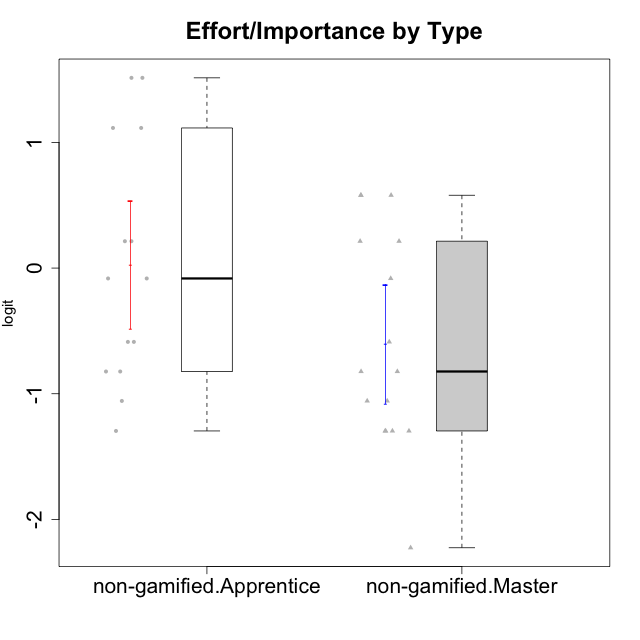 Effort/Importance by Type
logit
1
0
-1
-2
non-gamified.Apprentice
non-gamified.Master